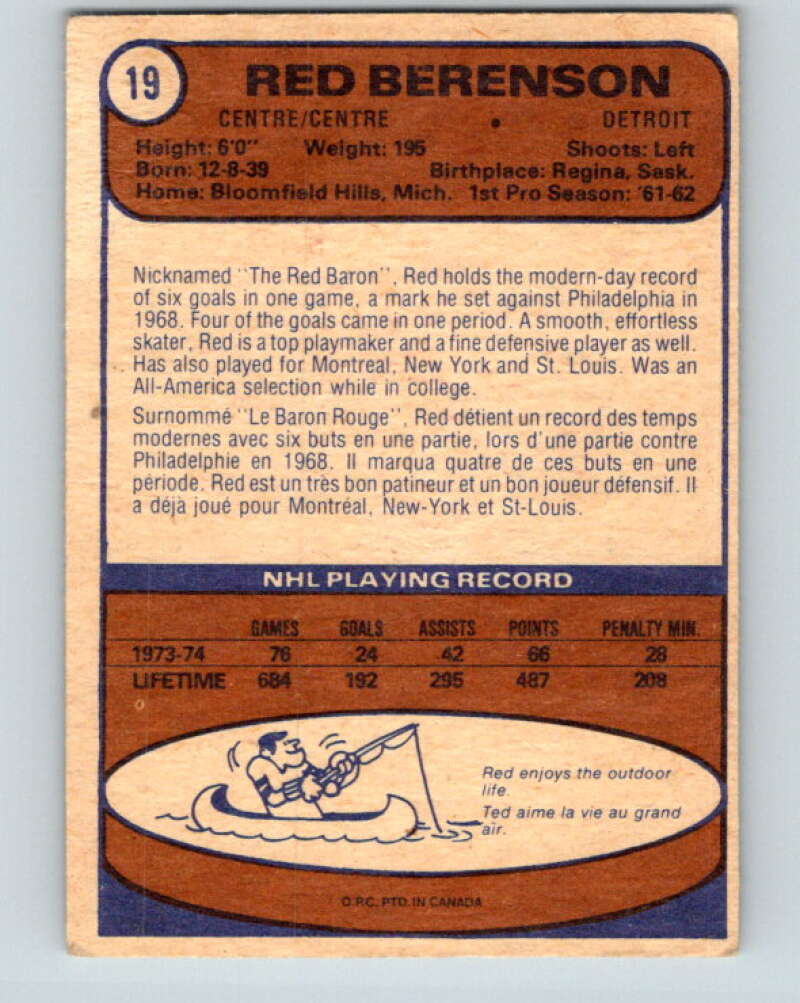 19 RED BERENSON
CENTRE/CENTRE • DETROIT
Height: 6'0" Weight: 195 Shoots: Left
Born: 12-8-39 Birthplace: Regina, Sask.
Home: Bloomfield Hills, Mich. 1st Pro Season: '61-62
Nicknamed "The Red Baron", Red holds the modern-day record
of six goals in one game, a mark he set against Philadelphia in
1968. Four of the goals came in one period. A smooth, effortless
skater, Red is a top playmaker and a fine defensive player as well.
Has also played for Montreal, New York and St. Louis. Was an
All-America selection while in college.
Surnommé "Le Baron Rouge", Red détient un record des temps
modernes avec six buts en une partie, lors d'une partie contre
Philadelphie en 1968. Il marqua quatre de ces buts en une
période. Red est un très bon patineur et un bon joueur défensif. Il
a déjà joué pour Montréal, New-York et St-Louis.
NHL PLAYING RECORD
GAMES GOALS ASSISTS POINTS PENALTY MIN.
1973-74 76 24 42 66 28
LIFETIME 684 192 295 487 208
Red enjoys the outdoor
life.
Ted aime la vie au grand
air.
O.P.C. PTD. IN CANADA